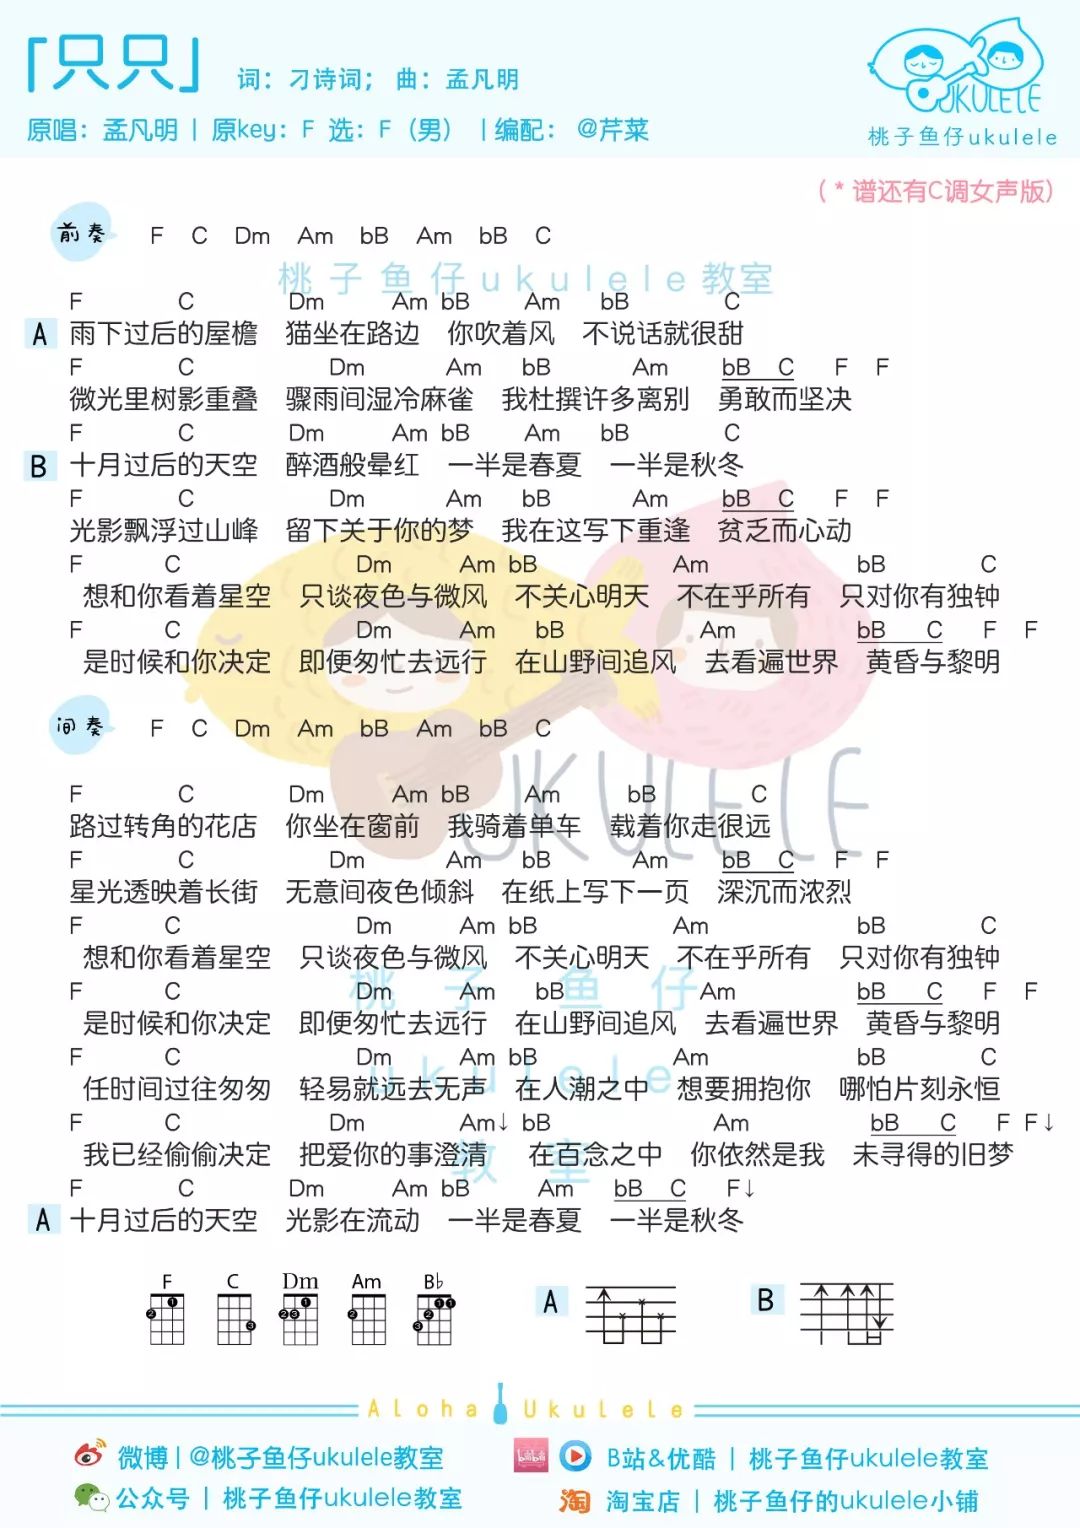 「只只」 词：刁诗词； 曲：孟凡明
原唱：孟凡明 | 原key：F 选：F（男） | 编配： @芹菜
UKULELE
桃子鱼仔ukulele
（* 谱还有C调女声版）
前奏 F C Dm Am bB Am bB C
桃子鱼仔ukulele教室
F C Dm Am bB Am bB C
A 雨下过后的屋檐 猫坐在路边 你吹着风 不说话就很甜
F C Dm Am bB Am bB C F F
微光里树影重叠 骤雨间湿冷麻雀 我杜撰许多离别 勇敢而坚决
F C Dm Am bB Am bB C
B 十月过后的天空 醉酒般晕红 一半是春夏 一半是秋冬
F C Dm Am bB Am bB C F F
光影飘浮过山峰 留下关于你的梦 我在这写下重逢 贫乏而心动
F C Dm Am bB Am bB C
想和你看着星空 只谈夜色与微风 不关心明天 不在乎所有 只对你有独钟
F C Dm Am bB Am bB C F F
是时候和你决定 即便匆忙去远行 在山野间追风 去看遍世界 黄昏与黎明
间奏 F C Dm Am bB Am bB C
UKULELE
F C Dm Am bB Am bB C
路过转角的花店 你坐在窗前 我骑着单车 载着你走很远
F C Dm Am bB Am bB C F F
星光透映着长街 无意间夜色倾斜 在纸上写下一页 深沉而浓烈
F C Dm Am bB Am bB C
想和你看着星空 只谈夜色与微风 不关心明天 不在乎所有 只对你有独钟
桃子鱼仔
F C Dm Am bB Am bB C F F
是时候和你决定 即便匆忙去远行 在山野间追风 去看遍世界 黄昏与黎明
F C Dm Am bB Am bB C
ukulele
任时间过往匆匆 轻易就远去无声 在人潮之中 想要拥抱你 哪怕片刻永恒
F C Dm Am↓ bB Am bB C F F↓
我已经偷偷决定 把爱你的事澄清 在百念之中 你依然是我 未寻得的旧梦
教室
F C Dm Am bB Am bB C F↓
A 十月过后的天空 光影在流动 一半是春夏 一半是秋冬
F C Dm Am B♭ A B
Aloha Ukulele
微博 | @桃子鱼仔ukulele教室 B站&优酷 | 桃子鱼仔ukulele教室
公众号 | 桃子鱼仔ukulele教室 淘 淘宝店 | 桃子鱼仔的ukulele小铺